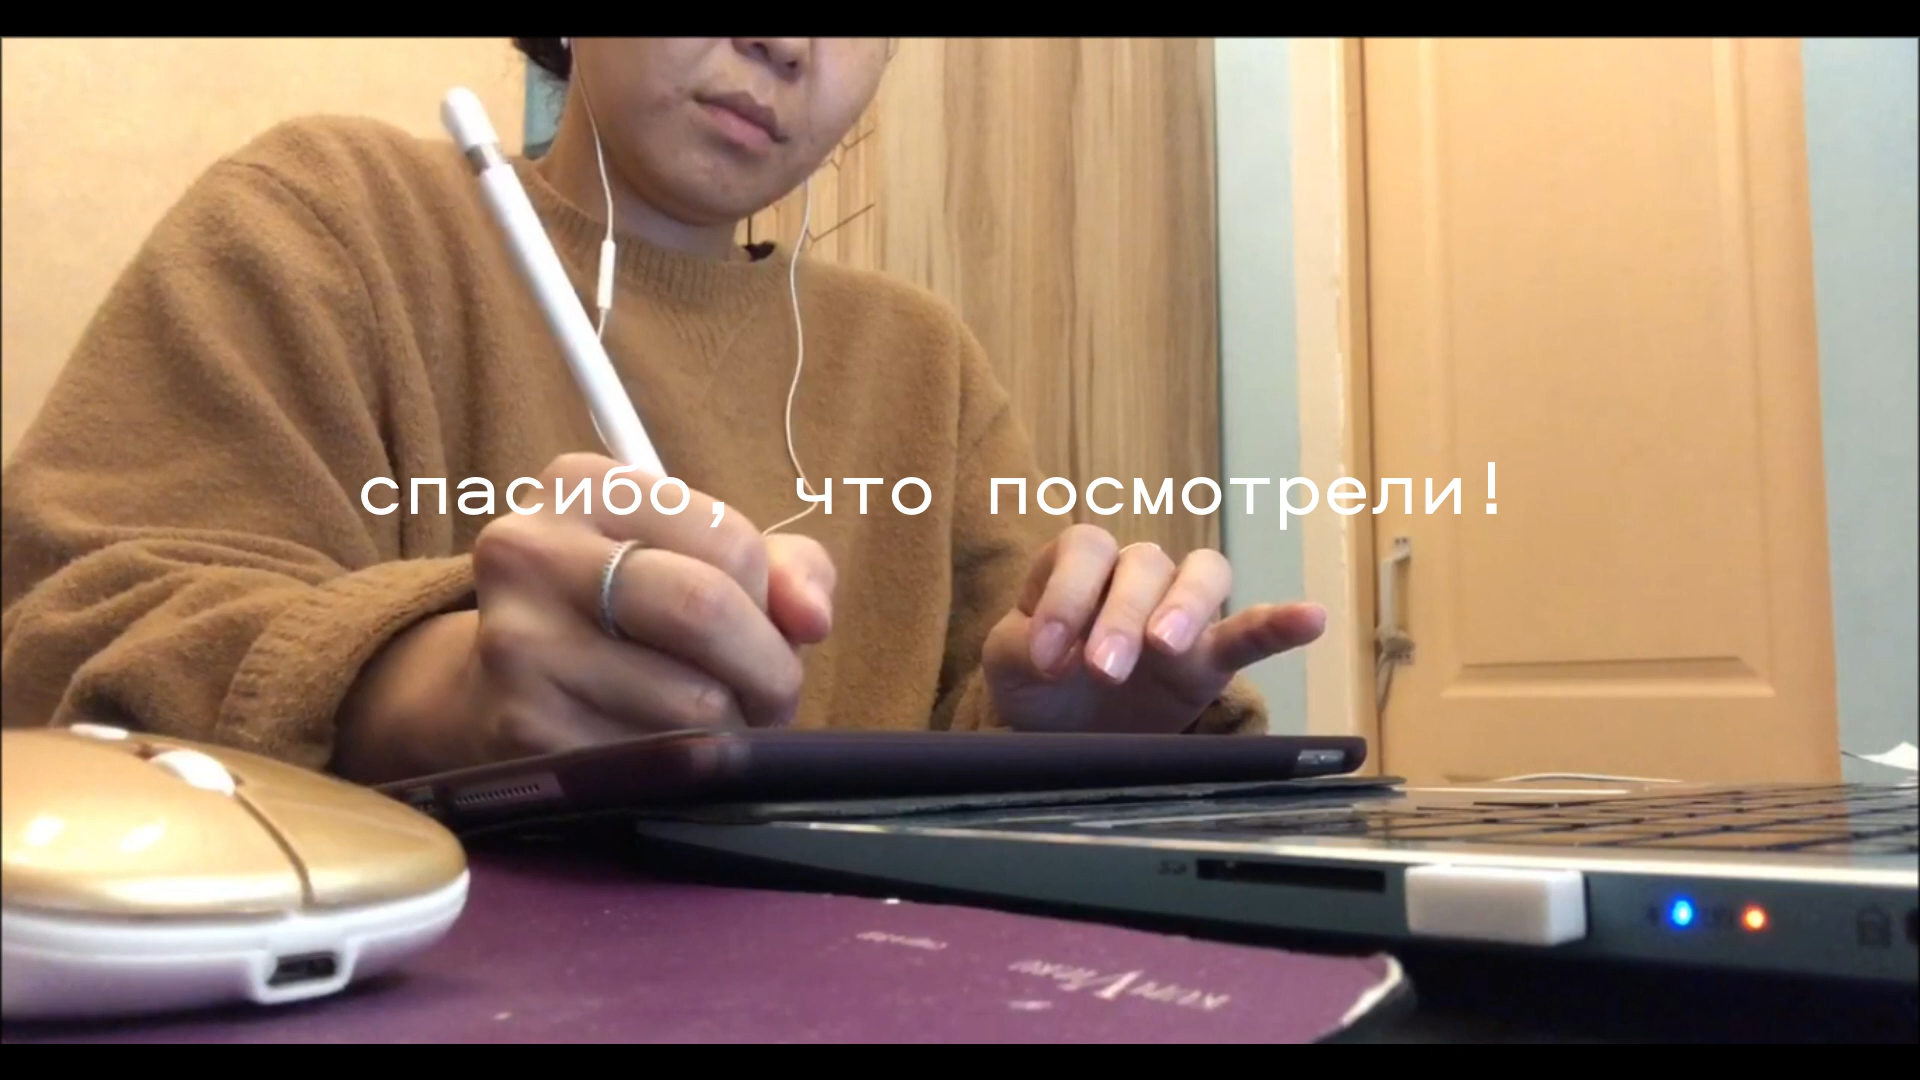 спасибо, что посмотрели!